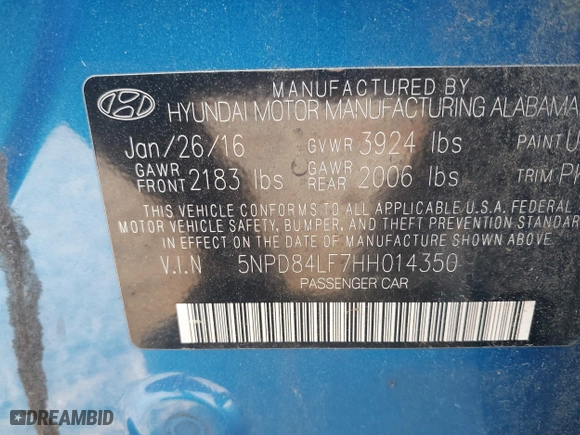 MANUFACTURED BY
HYUNDAI MOTOR MANUFACTURING ALABAMA
Jan/26/16 GVWR 3924 lbs PAINT
GAWR FRONT 2183 lbs GAWR REAR 2006 lbs TRIM
THIS VEHICLE CONFORMS TO ALL APPLICABLE U.S.A. FEDERAL
MOTOR VEHICLE SAFETY, BUMPER, AND THEFT PREVENTION STANDARD
IN EFFECT ON THE DATE OF MANUFACTURE SHOWN ABOVE.
V.I.N 5NPD84LF7HH014350
PASSENGER CAR
DREAMBID